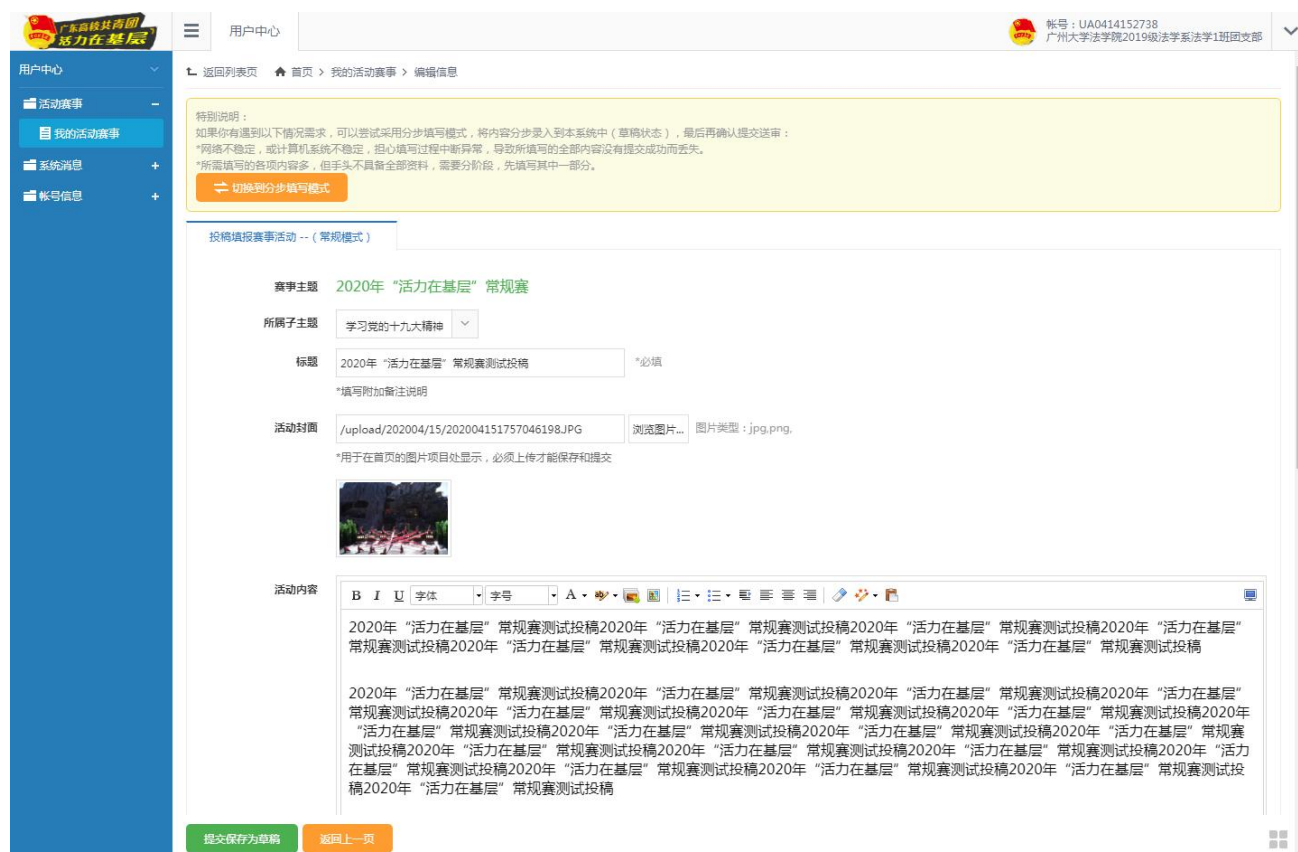 广东高校共青团
活力在基层
用户中心
帐号：UA0414152738
广州大学法学院2019级法学系法学1班团支部
用户中心
活动赛事
我的活动赛事
系统消息
帐号信息
返回列表页 首页 > 我的活动赛事 > 编辑信息
特别说明：
如果你有遇到以下情况需求，可以尝试采用分步填写模式，将内容分步录入到本系统中（草稿状态），最后再确认提交送审：
*网络不稳定，或计算机系统不稳定，担心填写过程中断异常，导致所填写的全部内容没有提交成功而丢失。
*所需填写的各项内容多，但手头不具备全部资料，需要分阶段，先填写其中一部分。
切换到分步填写模式
投稿填报赛事活动 -- ( 常规模式 )
赛事主题 2020年“活力在基层”常规赛
所属子主题 学习党的十九大精神
标题 2020年“活力在基层”常规赛测试投稿 *必填
*填写附加备注说明
活动封面 /upload/202004/15/202004151757046198.JPG 浏览图片... 图片类型：jpg,png,
*用于在首页的图片项目处显示，必须上传才能保存和提交
活动内容
B I U 字体 字号 A
2020年“活力在基层”常规赛测试投稿2020年“活力在基层”常规赛测试投稿2020年“活力在基层”常规赛测试投稿2020年“活力在基层”
常规赛测试投稿2020年“活力在基层”常规赛测试投稿2020年“活力在基层”常规赛测试投稿2020年“活力在基层”常规赛测试投稿
2020年“活力在基层”常规赛测试投稿2020年“活力在基层”常规赛测试投稿2020年“活力在基层”常规赛测试投稿2020年“活力在基层”
常规赛测试投稿2020年“活力在基层”常规赛测试投稿2020年“活力在基层”常规赛测试投稿2020年“活力在基层”常规赛测试投稿2020年
“活力在基层”常规赛测试投稿2020年“活力在基层”常规赛测试投稿2020年“活力在基层”常规赛测试投稿2020年“活力在基层”常规赛
测试投稿2020年“活力在基层”常规赛测试投稿2020年“活力在基层”常规赛测试投稿2020年“活力在基层”常规赛测试投稿2020年“活力
在基层”常规赛测试投稿2020年“活力在基层”常规赛测试投稿2020年“活力在基层”常规赛测试投稿2020年“活力在基层”常规赛测试投
稿2020年“活力在基层”常规赛测试投稿
提交保存为草稿 返回上一页